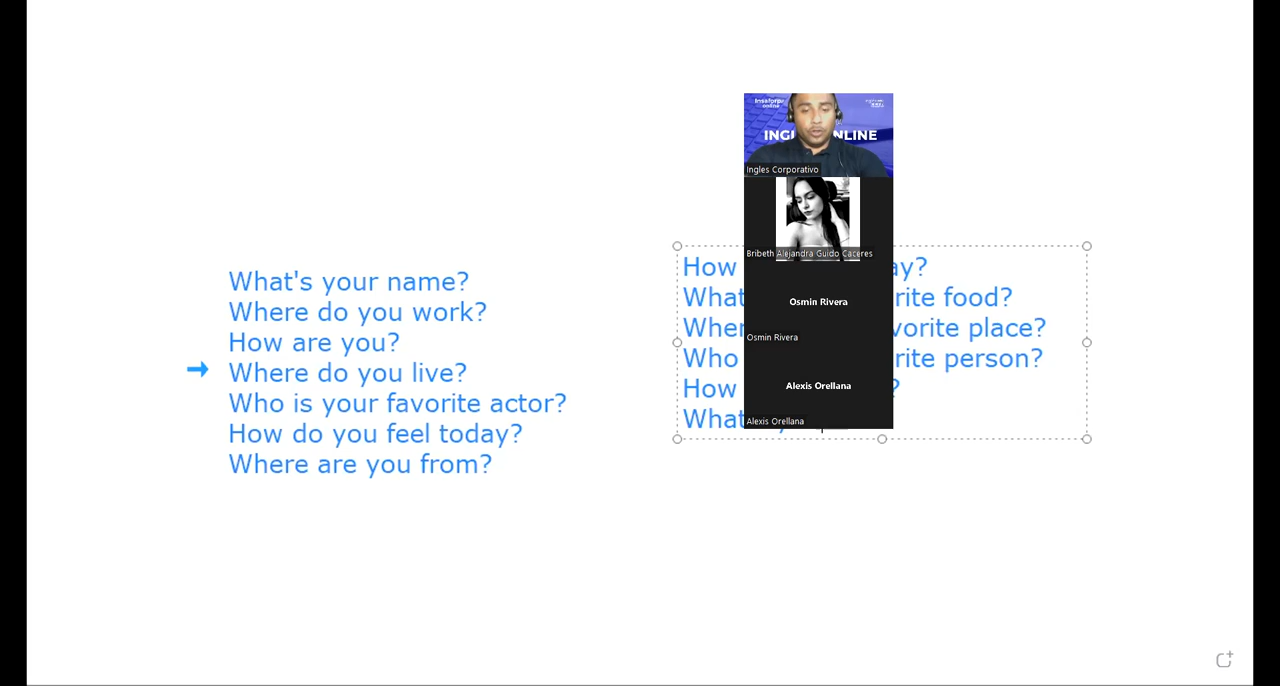 What's your name?
Where do you work?
How are you?
Where do you live?
Who is your favorite actor?
How do you feel today?
Where are you from?
Insaforp
online
INGL NLINE
Ingles Corporativo
Bribeth Alejandra Guido Caceres
Osmin Rivera
Osmin Rivera
Alexis Orellana
Alexis Orellana
How ay?
What rite food?
Wher vorite place?
Who rite person?
How ?
What